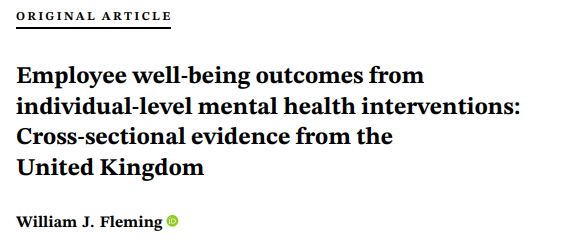 ORIGINAL ARTICLE
Employee well-being outcomes from
individual-level mental health interventions:
Cross-sectional evidence from the
United Kingdom
William J. Fleming iD